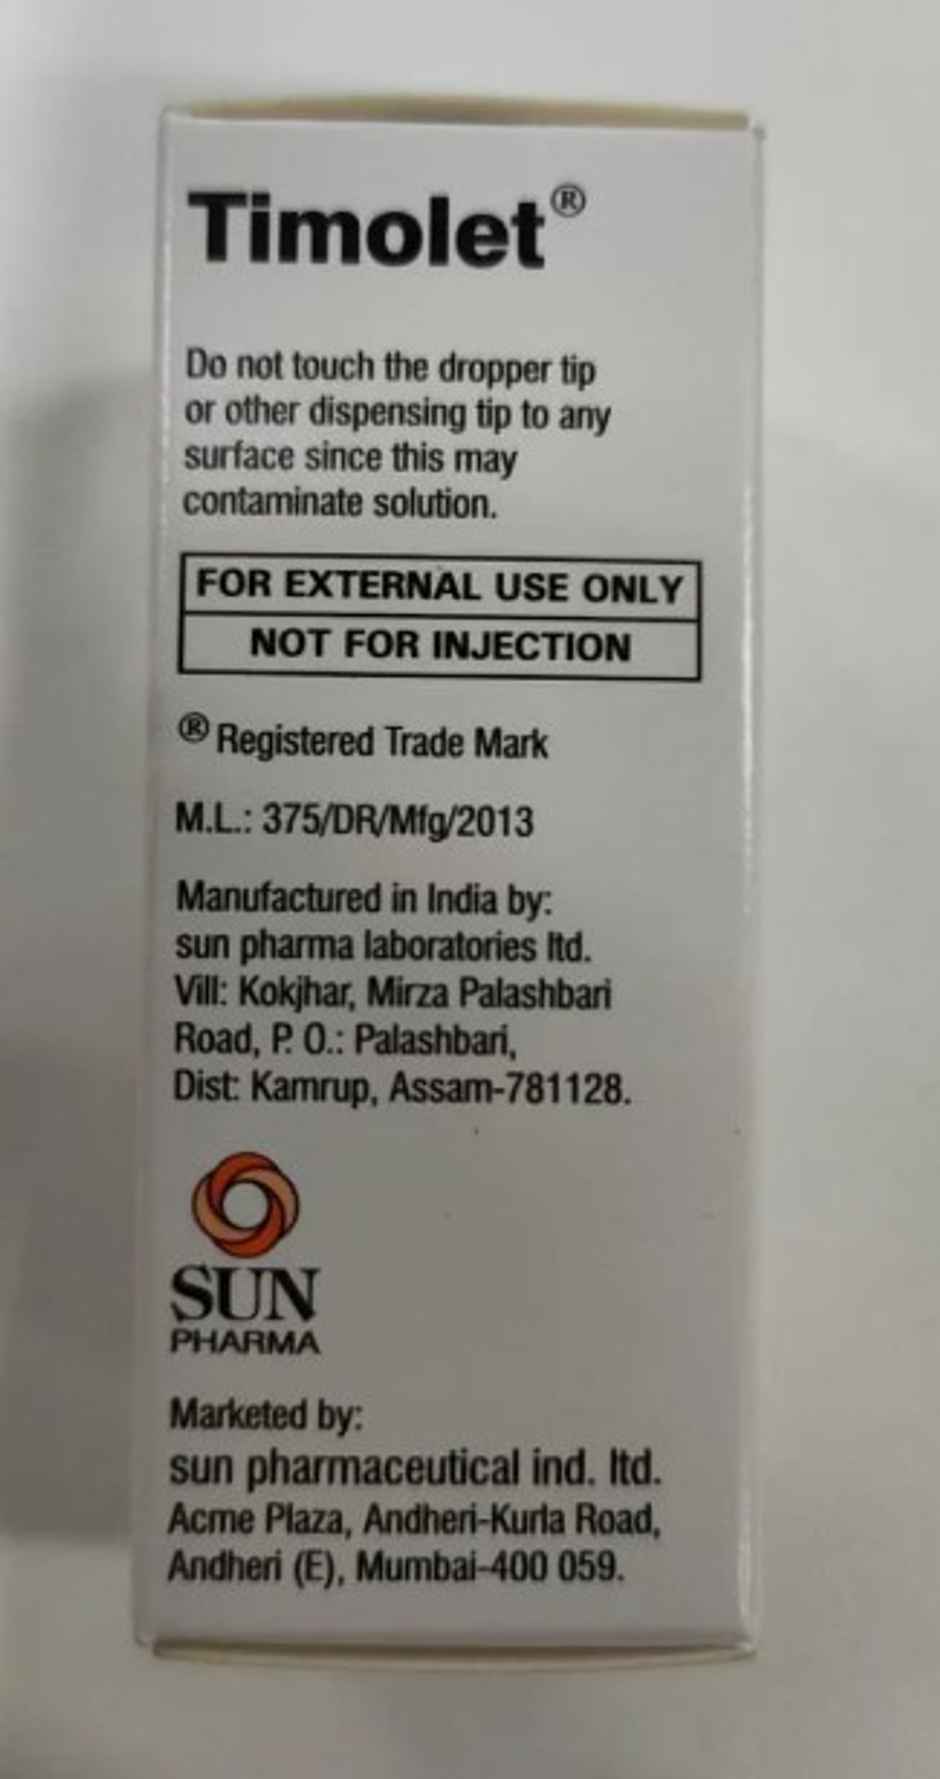 Timolet®
Do not touch the dropper tip
or other dispensing tip to any
surface since this may
contaminate solution.
FOR EXTERNAL USE ONLY
NOT FOR INJECTION
® Registered Trade Mark
M.L.: 375/DR/Mfg/2013
Manufactured in India by:
sun pharma laboratories ltd.
Vill: Kokjhar, Mirza Palashbari
Road, P. O.: Palashbari,
Dist: Kamrup, Assam-781128.
SUN
PHARMA
Marketed by:
sun pharmaceutical ind. ltd.
Acme Plaza, Andheri-Kurla Road,
Andheri (E), Mumbai-400 059.